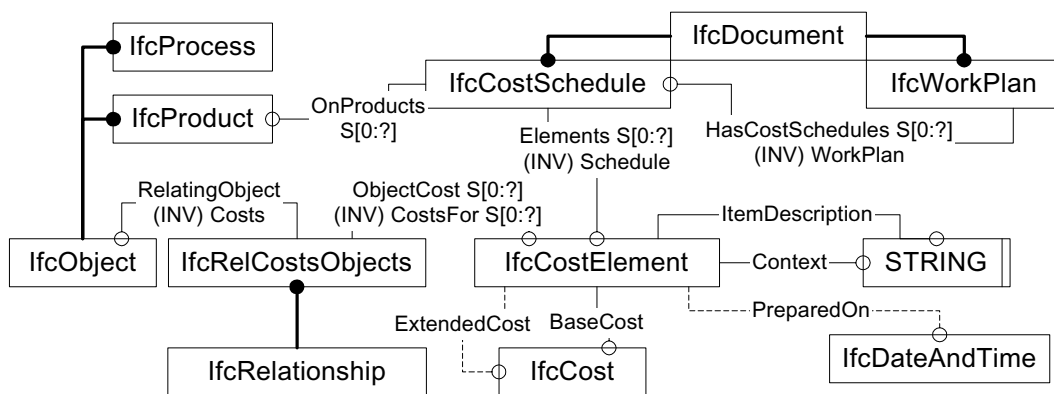 IfcProcess
IfcDocument
IfcCostSchedule
IfcWorkPlan
IfcProduct
OnProducts
S[0:?]
Elements S[0:?]
(INV) Schedule
HasCostSchedules S[0:?]
(INV) WorkPlan
RelatingObject
(INV) Costs
ObjectCost S[0:?]
(INV) CostsFor S[0:?]
ItemDescription
IfcObject
IfcRelCostsObjects
IfcCostElement
Context
STRING
ExtendedCost
BaseCost
PreparedOn
IfcRelationship
IfcCost
IfcDateAndTime